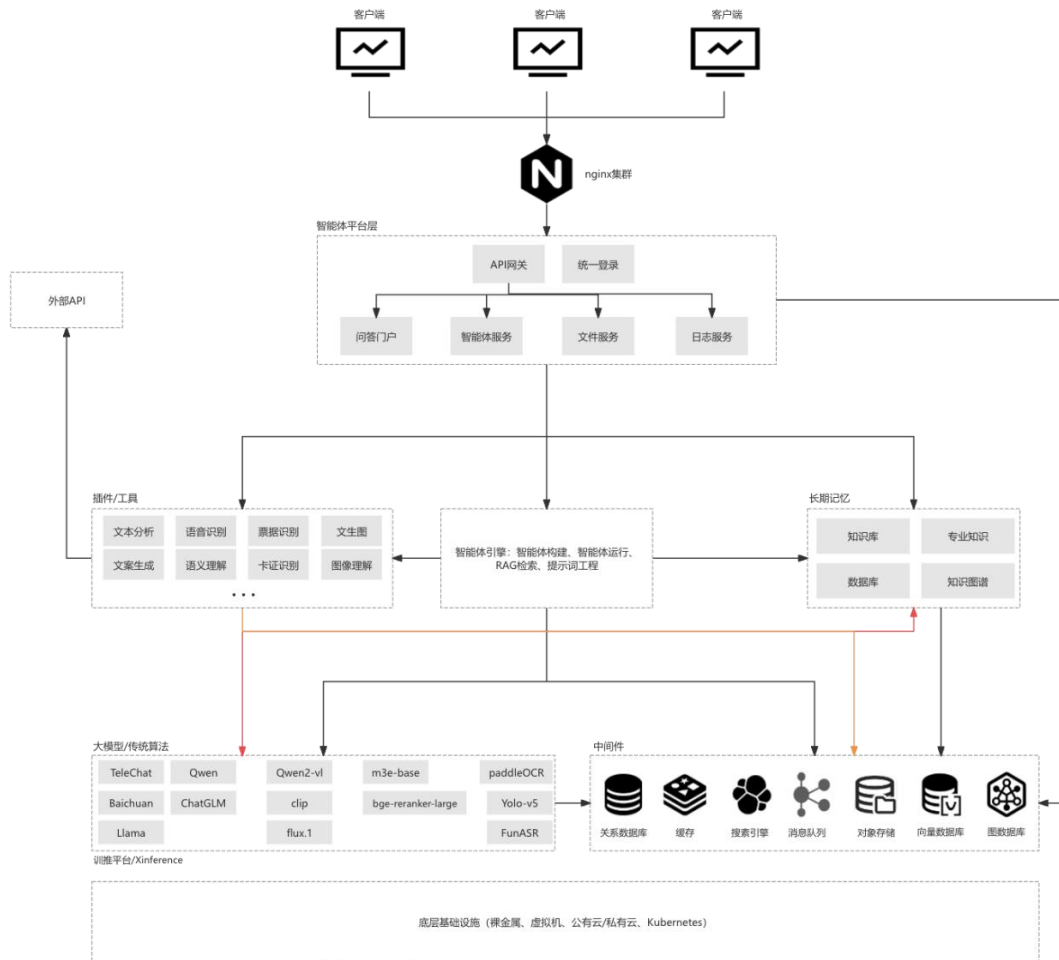 客户端
客户端
客户端
nginx集群
智能体平台层
API网关
统一登录
外部API
问答门户
智能体服务
文件服务
日志服务
插件/工具
长期记忆
文本分析
语音识别
票据识别
文生图
文案生成
语义理解
卡证识别
图像理解
•••
智能体引擎：智能体构建、智能体运行、
RAG检索、提示词工程
知识库
专业知识
数据库
知识图谱
大模型/传统算法
中间件
TeleChat
Qwen
Qwen2-vl
m3e-base
paddleOCR
Baichuan
ChatGLM
clip
bge-reranker-large
Yolo-v5
Llama
flux.1
FunASR
关系数据库
缓存
搜素引擎
消息队列
对象存储
向量数据库
图数据库
训推平台/Xinference
底层基础设施（裸金属、虚拟机、公有云/私有云、Kubernetes）